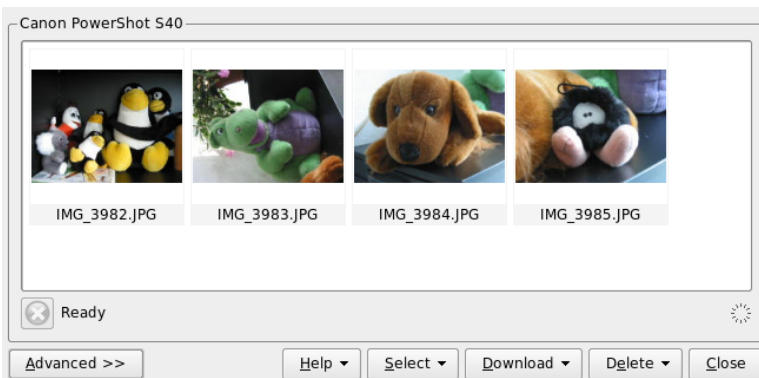 Canon PowerShot S40
IMG_3982.JPG IMG_3983.JPG IMG_3984.JPG IMG_3985.JPG
Ready
Advanced >> Help Select Download Delete Close